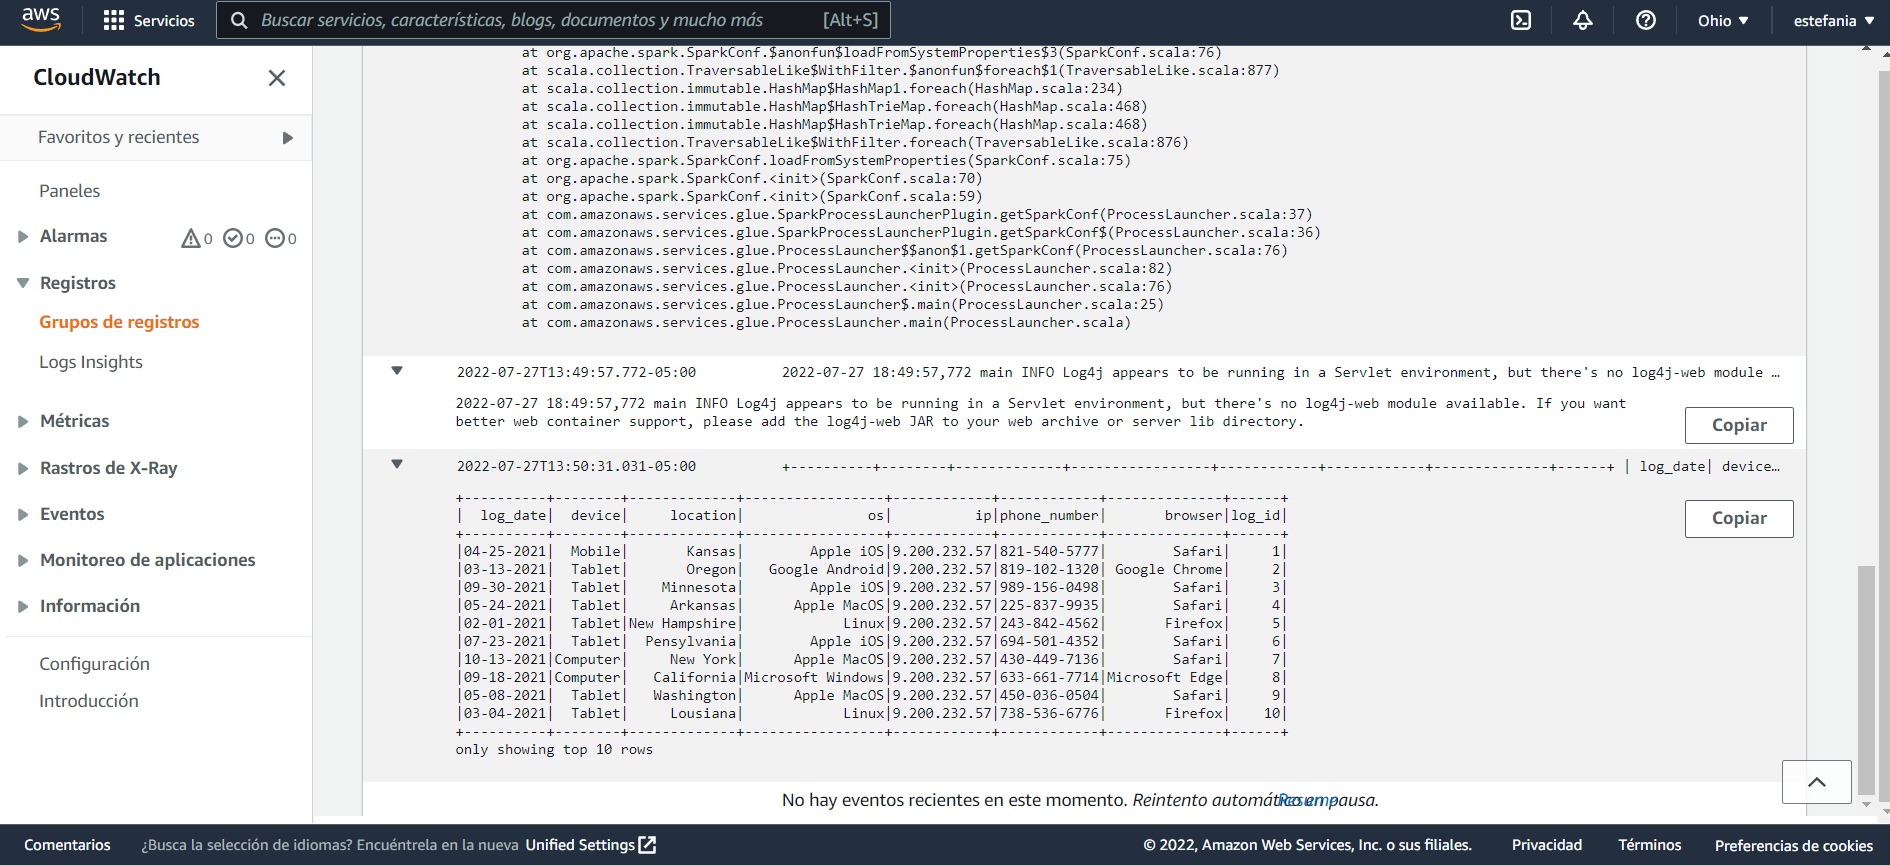 aws
Servicios
Buscar servicios, características, blogs, documentos y mucho más [Alt+S]
Ohio ▼
estefania ▼
CloudWatch
Favoritos y recientes
Paneles
Alarmas 0 0 0
Registros
Grupos de registros
Logs Insights
Métricas
Rastros de X-Ray
Eventos
Monitoreo de aplicaciones
Información
Configuración
Introducción
at org.apache.spark.SparkConf.$anonfun$loadFromSystemProperties$3(SparkConf.scala:76)
at scala.collection.TraversableLike$WithFilter.$anonfun$foreach$1(TraversableLike.scala:877)
at scala.collection.immutable.HashMap$HashMap1.foreach(HashMap.scala:234)
at scala.collection.immutable.HashMap$HashTrieMap.foreach(HashMap.scala:468)
at scala.collection.immutable.HashMap$HashTrieMap.foreach(HashMap.scala:468)
at scala.collection.TraversableLike$WithFilter.foreach(TraversableLike.scala:876)
at org.apache.spark.SparkConf.loadFromSystemProperties(SparkConf.scala:75)
at org.apache.spark.SparkConf.<init>(SparkConf.scala:70)
at org.apache.spark.SparkConf.<init>(SparkConf.scala:59)
at com.amazonaws.services.glue.SparkProcessLauncherPlugin.getSparkConf(ProcessLauncher.scala:37)
at com.amazonaws.services.glue.SparkProcessLauncherPlugin.getSparkConf$(ProcessLauncher.scala:36)
at com.amazonaws.services.glue.ProcessLauncher$$anon$1.getSparkConf(ProcessLauncher.scala:76)
at com.amazonaws.services.glue.ProcessLauncher.<init>(ProcessLauncher.scala:82)
at com.amazonaws.services.glue.ProcessLauncher.<init>(ProcessLauncher.scala:76)
at com.amazonaws.services.glue.ProcessLauncher$.main(ProcessLauncher.scala:25)
at com.amazonaws.services.glue.ProcessLauncher.main(ProcessLauncher.scala)
2022-07-27T13:49:57.772-05:00 2022-07-27 18:49:57,772 main INFO Log4j appears to be running in a Servlet environment, but there's no log4j-web module …
2022-07-27 18:49:57,772 main INFO Log4j appears to be running in a Servlet environment, but there's no log4j-web module available. If you want
better web container support, please add the log4j-web JAR to your web archive or server lib directory.
Copiar
2022-07-27T13:50:31.031-05:00 +----------+--------+-------------+-----------------+------------+------------+--------------+------+ | log_date| device…
Copiar
+----------+--------+-------------+-----------------+------------+------------+--------------+------+
|  log_date|  device|     location|               os|          ip|phone_number|       browser|log_id|
+----------+--------+-------------+-----------------+------------+------------+--------------+------+
|04-25-2021|  Mobile|       Kansas|        Apple iOS|9.200.232.57|821-540-5777|        Safari|     1|
|03-13-2021|  Tablet|       Oregon|   Google Android|9.200.232.57|819-102-1320| Google Chrome|     2|
|09-30-2021|  Tablet|    Minnesota|        Apple iOS|9.200.232.57|989-156-0498|        Safari|     3|
|05-24-2021|  Tablet|     Arkansas|      Apple MacOS|9.200.232.57|225-837-9935|        Safari|     4|
|02-01-2021|  Tablet|New Hampshire|            Linux|9.200.232.57|243-842-4562|       Firefox|     5|
|07-23-2021|  Tablet|  Pensylvania|        Apple iOS|9.200.232.57|694-501-4352|        Safari|     6|
|10-13-2021|Computer|     New York|      Apple MacOS|9.200.232.57|430-449-7136|        Safari|     7|
|09-18-2021|Computer|   California|Microsoft Windows|9.200.232.57|633-661-7714|Microsoft Edge|     8|
|05-08-2021|  Tablet|   Washington|      Apple MacOS|9.200.232.57|450-036-0504|        Safari|     9|
|03-04-2021|  Tablet|     Lousiana|            Linux|9.200.232.57|738-536-6776|       Firefox|    10|
+----------+--------+-------------+-----------------+------------+------------+--------------+------+
only showing top 10 rows
No hay eventos recientes en este momento. Reintento automático en pausa. Resume
Comentarios
¿Busca la selección de idiomas? Encuéntrela en la nueva Unified Settings
© 2022, Amazon Web Services, Inc. o sus filiales.
Privacidad
Términos
Preferencias de cookies